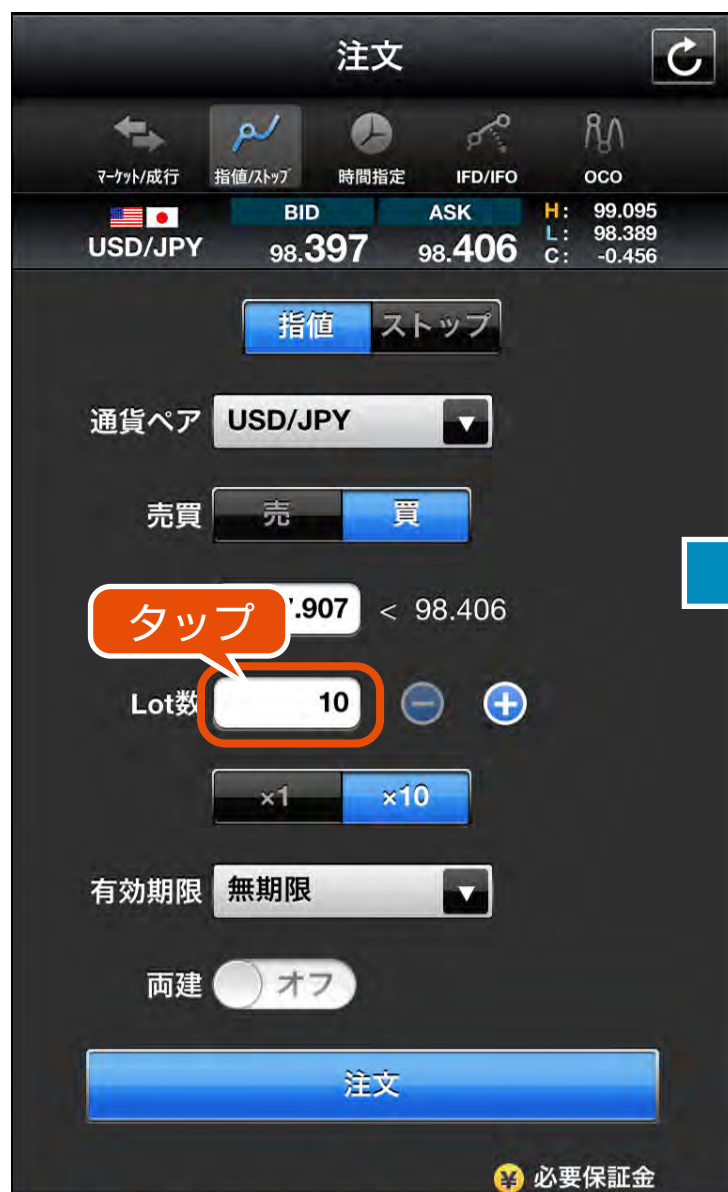 注文
マーケット/成行 指値/ストップ 時間指定 IFD/IFO OCO
BID ASK H: 99.095
USD/JPY 98.397 98.406 L: 98.389
C: -0.456
指値 ストップ
通貨ペア USD/JPY
売買 売 買
タップ .907 < 98.406
Lot数 10
×1 ×10
有効期限 無期限
両建 オフ
注文
¥ 必要保証金